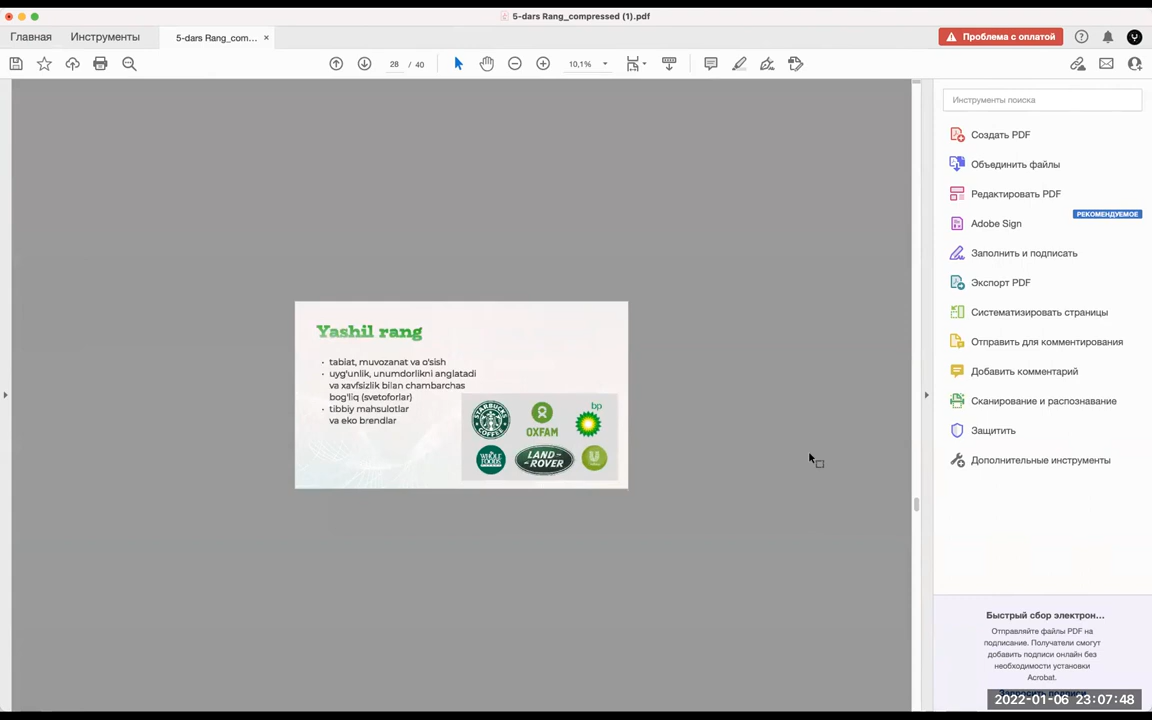 5-dars Rang_compressed (1).pdf
Главная
Инструменты
5-dars Rang_com... ×
Проблема с оплатой
28 / 40
10,1%
Инструменты поиска
Создать PDF
Объединить файлы
Редактировать PDF
РЕКОМЕНДУЕМОЕ
Adobe Sign
Заполнить и подписать
Экспорт PDF
Систематизировать страницы
Отправить для комментирования
Добавить комментарий
Сканирование и распознавание
Защитить
Дополнительные инструменты
Yashil rang
· tabiat, muvozanat va o'sish
· uyg'unlik, unumdorlikni anglatadi
va xavfsizlik bilan chambarchas
bog'liq (svetoforlar)
· tibbiy mahsulotlar
va eko brendlar
STARBUCKS COFFEE
OXFAM
bp
WHOLE FOODS
LAND-
-ROVER
Быстрый сбор электрон...
Отправляйте файлы PDF на
подписание. Получатели смогут
добавить подписи онлайн без
необходимости установки
Acrobat.
Запросить подписи
2022-01-06 23:07:48